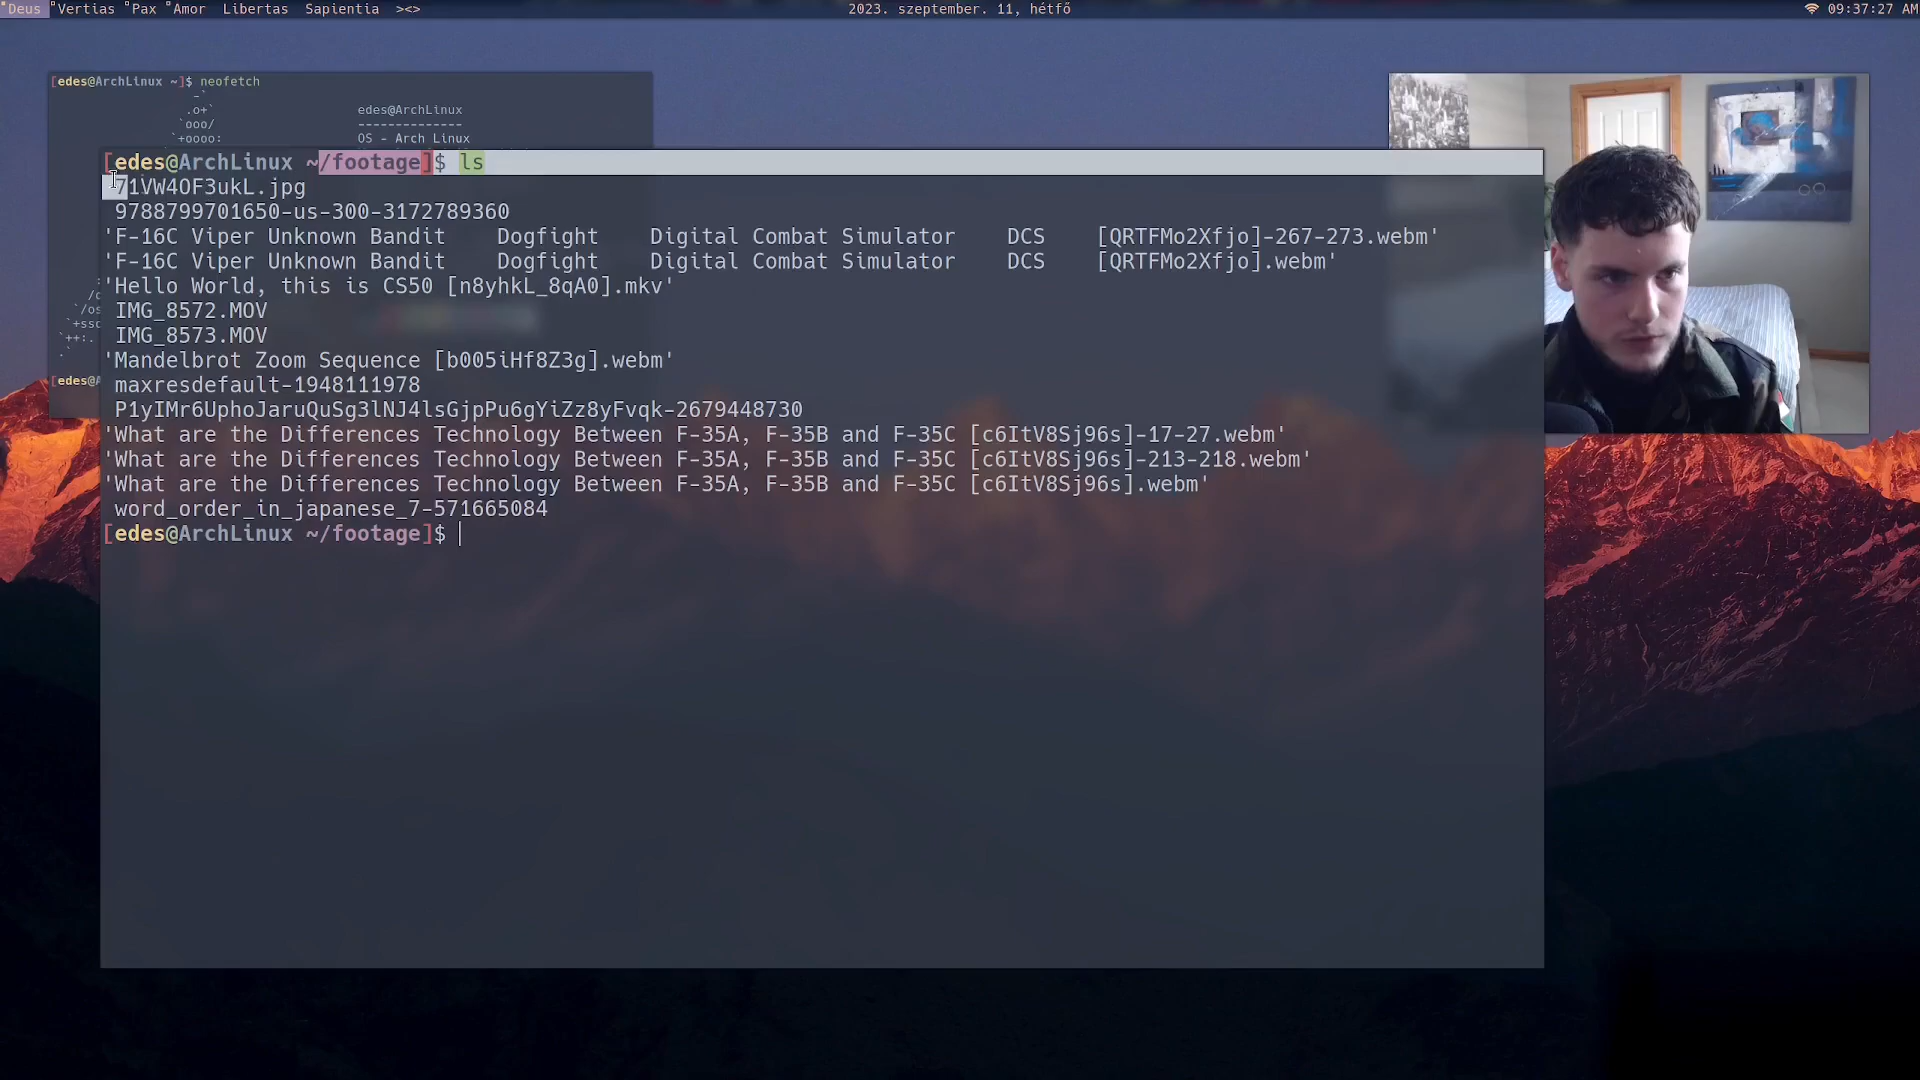 Deus Vertias Pax Amor Libertas Sapientia ><>
2023. szeptember. 11, hétfő
09:37:27 AM
[edes@ArchLinux ~]$ neofetch
-`
.o+`
edes@ArchLinux
`ooo/
--------------
`+oooo:
OS - Arch Linux
[edes@ArchLinux ~/footage]$ ls
71VW4OF3ukL.jpg
9788799701650-us-300-3172789360
'F-16C Viper Unknown Bandit    Dogfight    Digital Combat Simulator    DCS    [QRTFMo2Xfjo]-267-273.webm'
'F-16C Viper Unknown Bandit    Dogfight    Digital Combat Simulator    DCS    [QRTFMo2Xfjo].webm'
'Hello World, this is CS50 [n8yhkL_8qA0].mkv'
IMG_8572.MOV
IMG_8573.MOV
'Mandelbrot Zoom Sequence [b005iHf8Z3g].webm'
maxresdefault-1948111978
P1yIMr6UphoJaruQuSg3lNJ4lsGjpPu6gYiZz8yFvqk-2679448730
'What are the Differences Technology Between F-35A, F-35B and F-35C [c6ItV8Sj96s]-17-27.webm'
'What are the Differences Technology Between F-35A, F-35B and F-35C [c6ItV8Sj96s]-213-218.webm'
'What are the Differences Technology Between F-35A, F-35B and F-35C [c6ItV8Sj96s].webm'
word_order_in_japanese_7-571665084
[edes@ArchLinux ~/footage]$